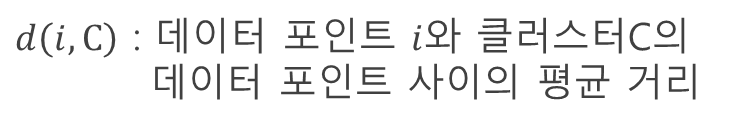 d(i, C) : 데이터 포인트 i와 클러스터C의
데이터 포인트 사이의 평균 거리